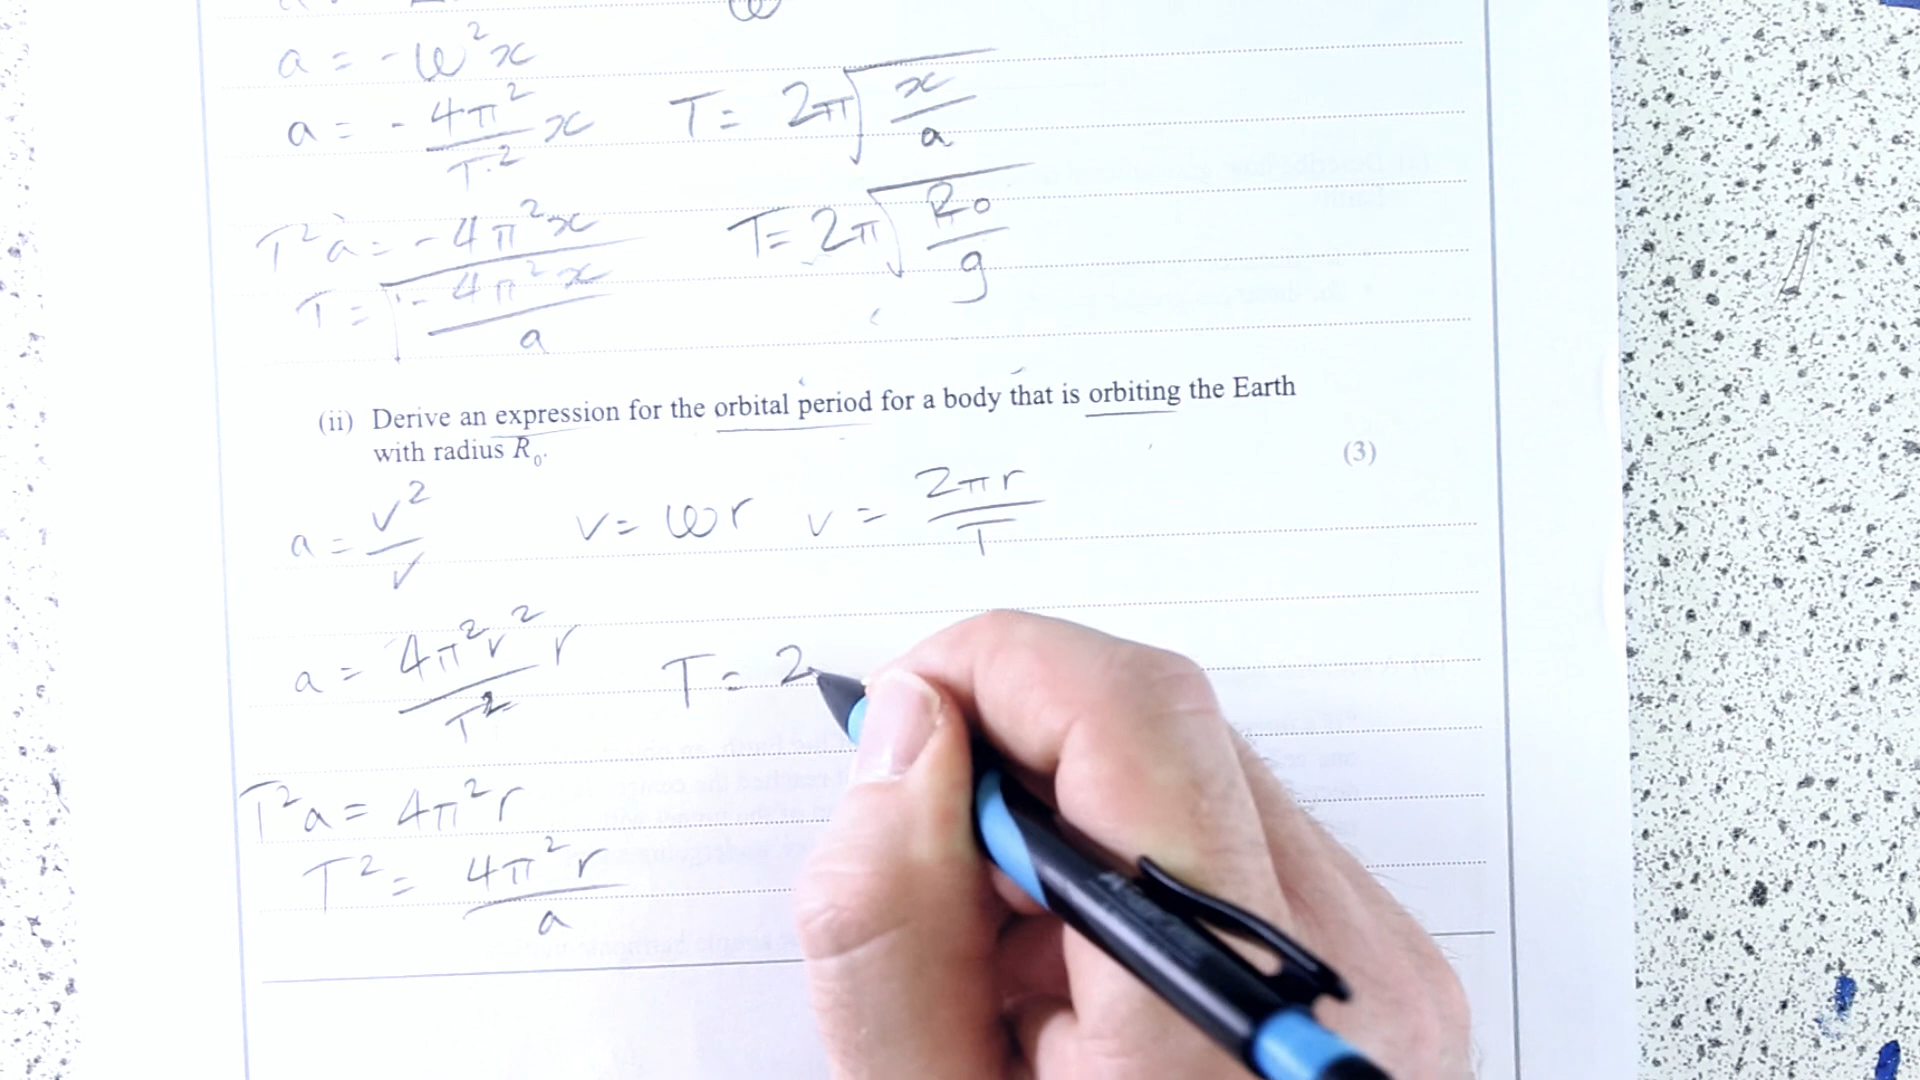 a = - ω²x
a = - 4π²/T² x T = 2π√(x/a)
T²a = - 4π²x T = 2π√(R₀/g)
T = √(- 4π²x/a)
(ii) Derive an expression for the orbital period for a body that is orbiting the Earth
with radius R₀.
(3)
a = v²/r v = ωr v = 2πr/T
a = 4π²r²/T² r T = 2
T²a = 4π²r
T² = 4π²r/a